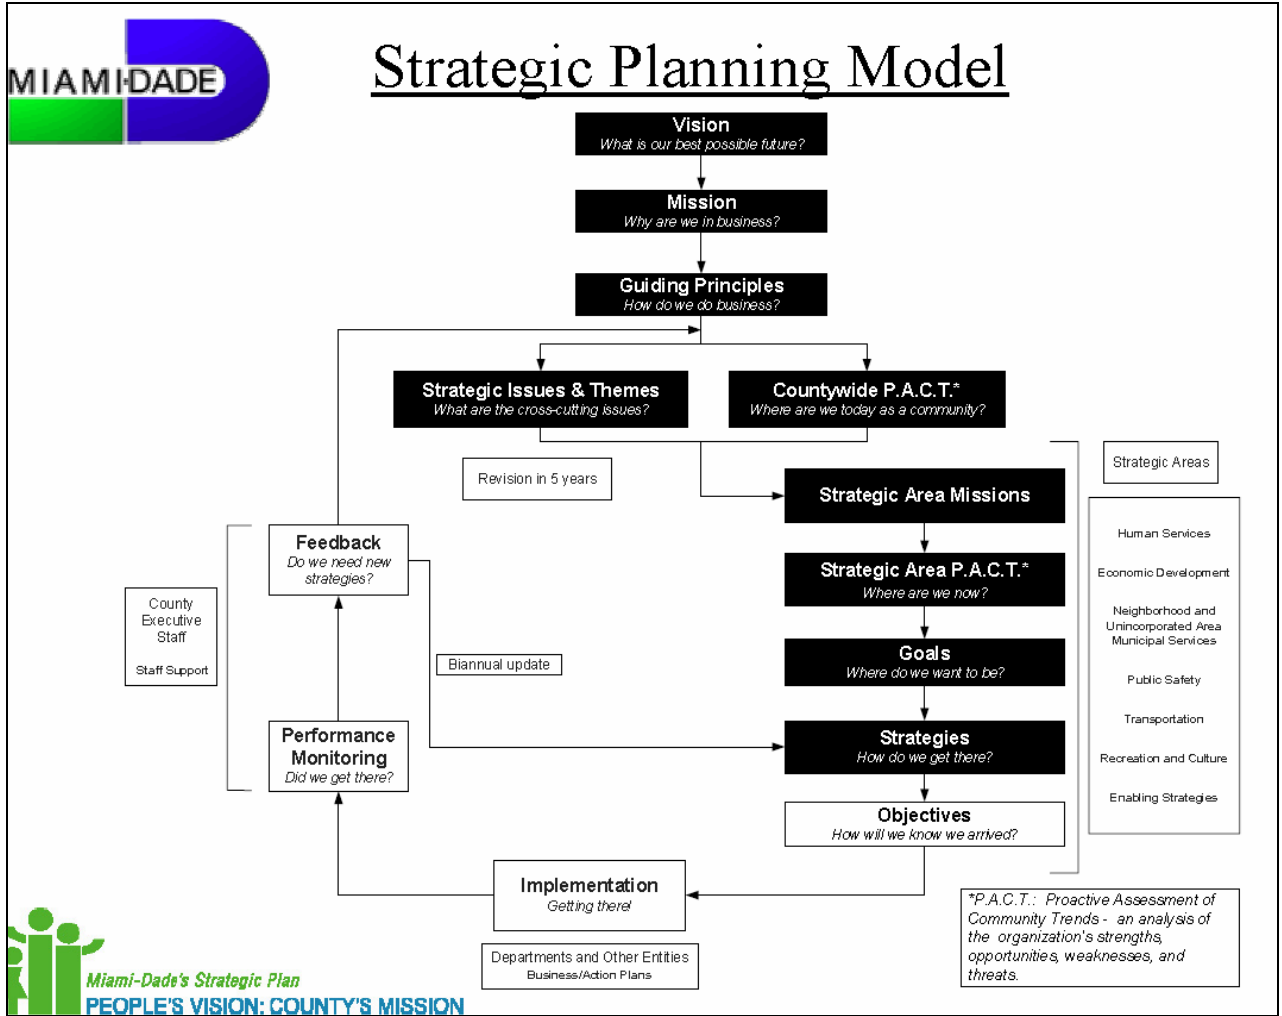 MIAMI-DADE
Strategic Planning Model
Vision
What is our best possible future?
Mission
Why are we in business?
Guiding Principles
How do we do business?
Strategic Issues & Themes
What are the cross-cutting issues?
Countywide P.A.C.T.*
Where are we today as a community?
Revision in 5 years
Strategic Area Missions
Strategic Area P.A.C.T.*
Where are we now?
Goals
Where do we want to be?
Strategies
How do we get there?
Objectives
How will we know we arrived?
Strategic Areas
Human Services
Economic Development
Neighborhood and
Unincorporated Area
Municipal Services
Public Safety
Transportation
Recreation and Culture
Enabling Strategies
Feedback
Do we need new
strategies?
County
Executive
Staff
Staff Support
Biannual update
Performance
Monitoring
Did we get there?
Implementation
Getting there!
Departments and Other Entities
Business/Action Plans
*P.A.C.T.: Proactive Assessment of
Community Trends - an analysis of
the organization's strengths,
opportunities, weaknesses, and
threats.
Miami-Dade's Strategic Plan
PEOPLE'S VISION: COUNTY'S MISSION